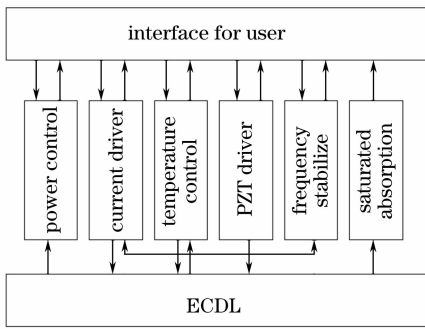 interface for user
power control
current driver
temperature
control
PZT driver
frequency
stabilize
saturated
absorption
ECDL